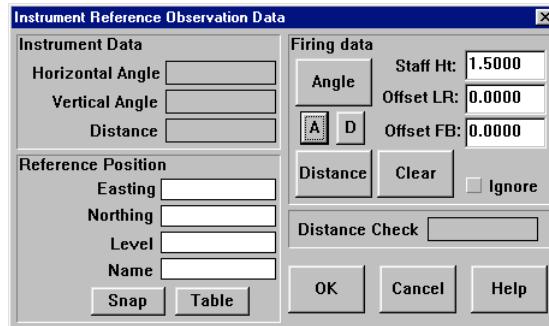 Instrument Reference Observation Data
Instrument Data
Horizontal Angle
Vertical Angle
Distance
Reference Position
Easting
Northing
Level
Name
Snap Table
Firing data
Angle
Staff Ht: 1.5000
Offset LR: 0.0000
A D Offset FB: 0.0000
Distance Clear
Ignore
Distance Check
OK Cancel Help